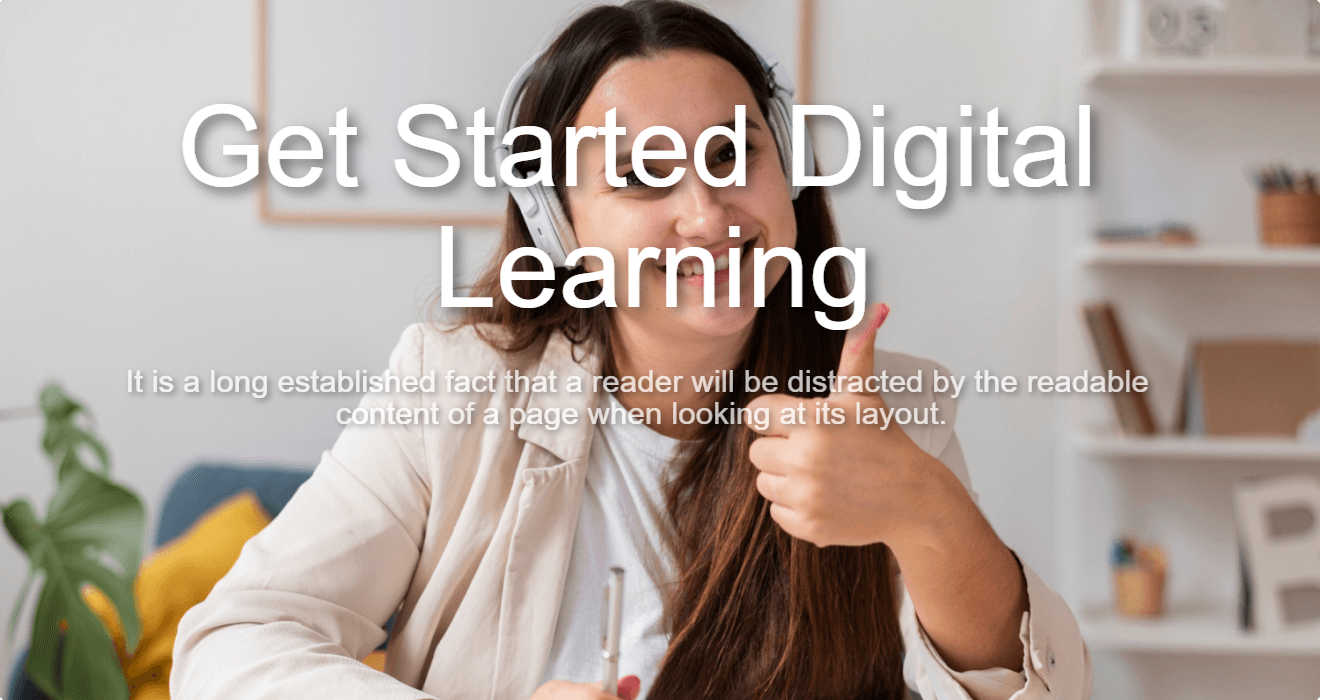 Get Started Digital
Learning
It is a long established fact that a reader will be distracted by the readable
content of a page when looking at its layout.